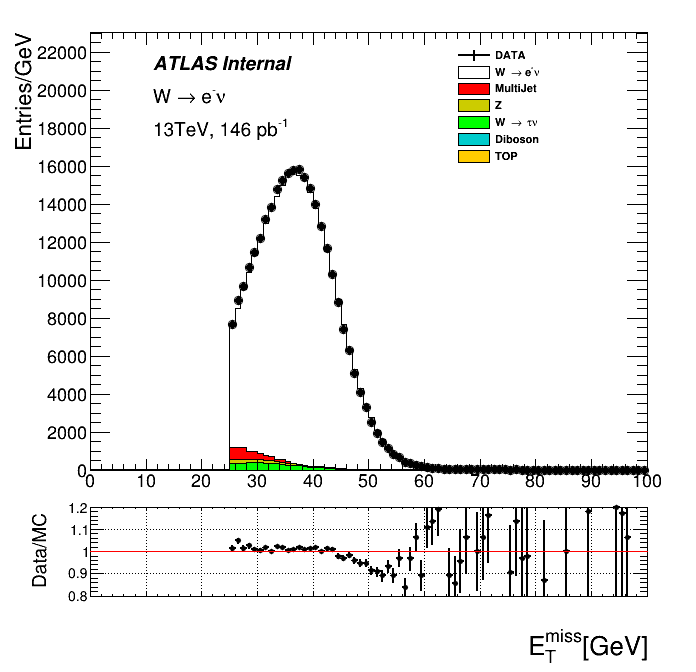 Entries/GeV
22000
20000
18000
16000
14000
12000
10000
8000
6000
4000
2000
0
ATLAS Internal
W → e⁻ν
13TeV, 146 pb⁻¹
DATA
W → e⁻ν
MultiJet
Z
W → τν
Diboson
TOP
0 10 20 30 40 50 60 70 80 90 100
Data/MC
1.2
1.1
1
0.9
0.8
E_T^miss[GeV]